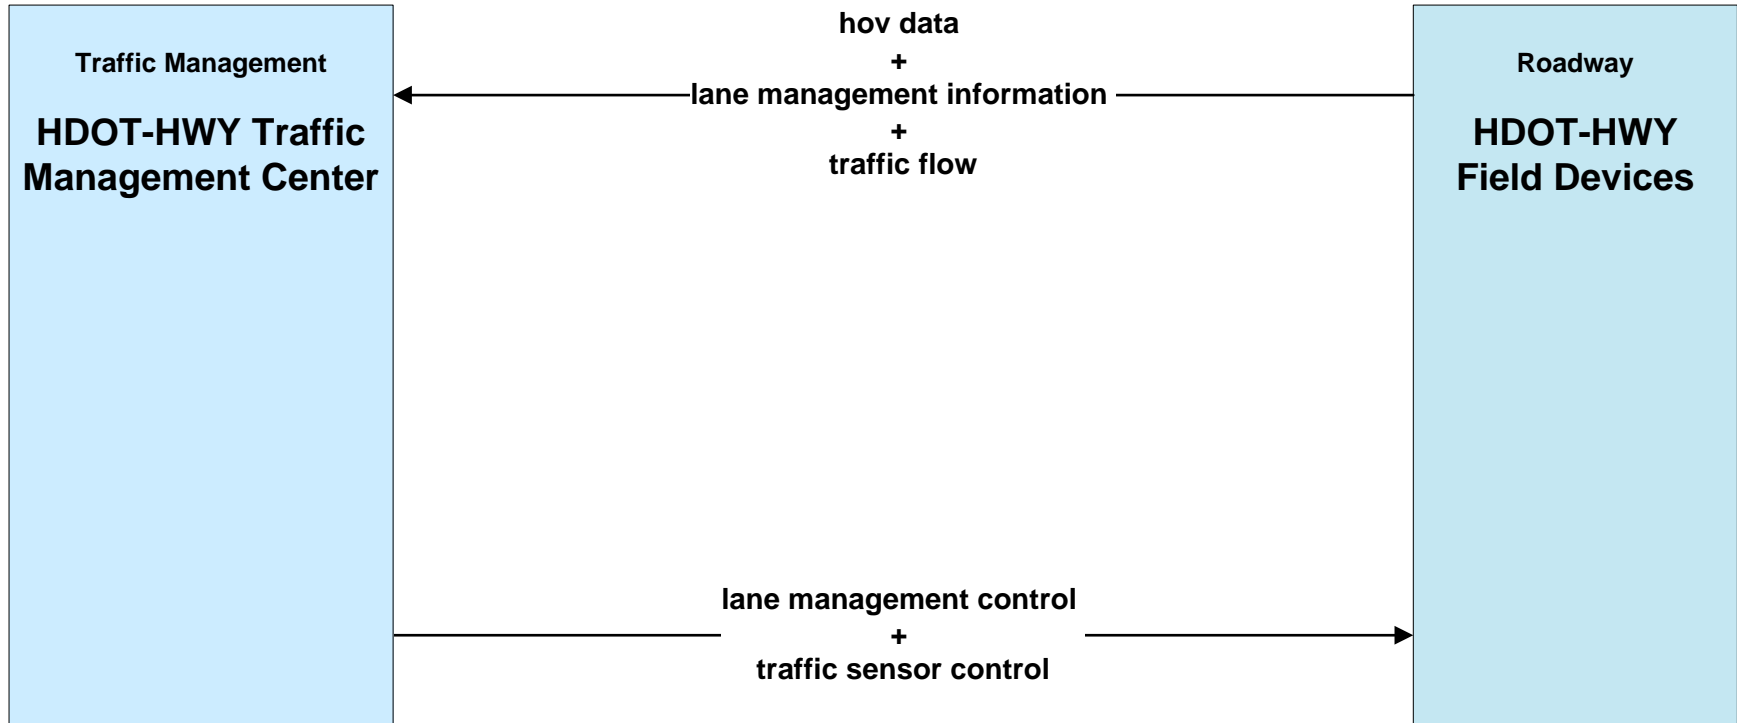 Traffic Management
HDOT-HWY Traffic
Management Center
hov data
+
lane management information
+
traffic flow
Roadway
HDOT-HWY
Field Devices
lane management control
+
traffic sensor control